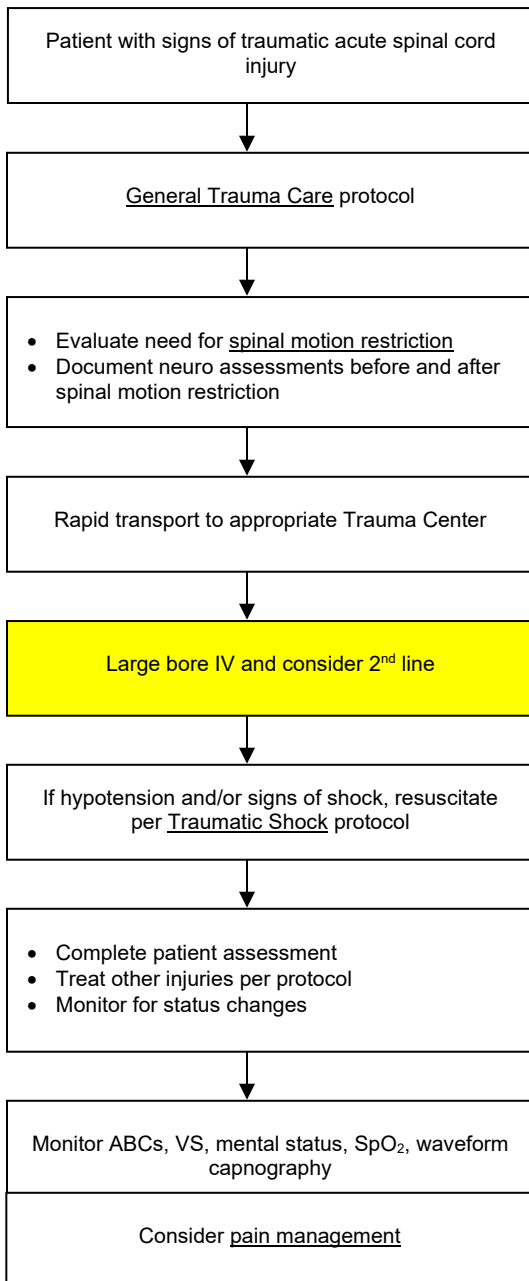 Patient with signs of traumatic acute spinal cord
injury
General Trauma Care protocol
• Evaluate need for spinal motion restriction
• Document neuro assessments before and after
spinal motion restriction
Rapid transport to appropriate Trauma Center
Large bore IV and consider 2nd line
If hypotension and/or signs of shock, resuscitate
per Traumatic Shock protocol
• Complete patient assessment
• Treat other injuries per protocol
• Monitor for status changes
Monitor ABCs, VS, mental status, SpO₂, waveform
capnography
Consider pain management